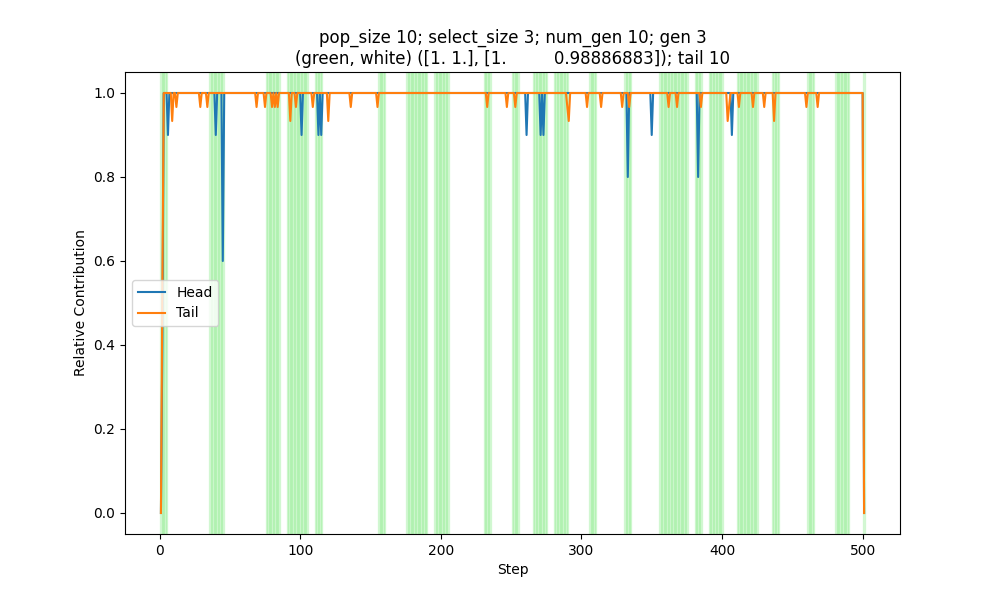 pop_size 10; select_size 3; num_gen 10; gen 3
(green, white) ([1. 1.], [1.         0.98886883]); tail 10
Relative Contribution
1.0
0.8
0.6
0.4
0.2
0.0
Head
Tail
0
100
200
300
400
500
Step